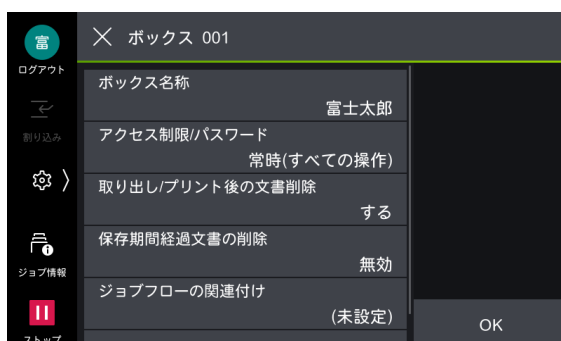 富
ログアウト
割り込み
ジョブ情報
ストップ
ボックス 001
ボックス名称
富士太郎
アクセス制限/パスワード
常時(すべての操作)
取り出し/プリント後の文書削除
する
保存期間経過文書の削除
無効
ジョブフローの関連付け
(未設定)
OK